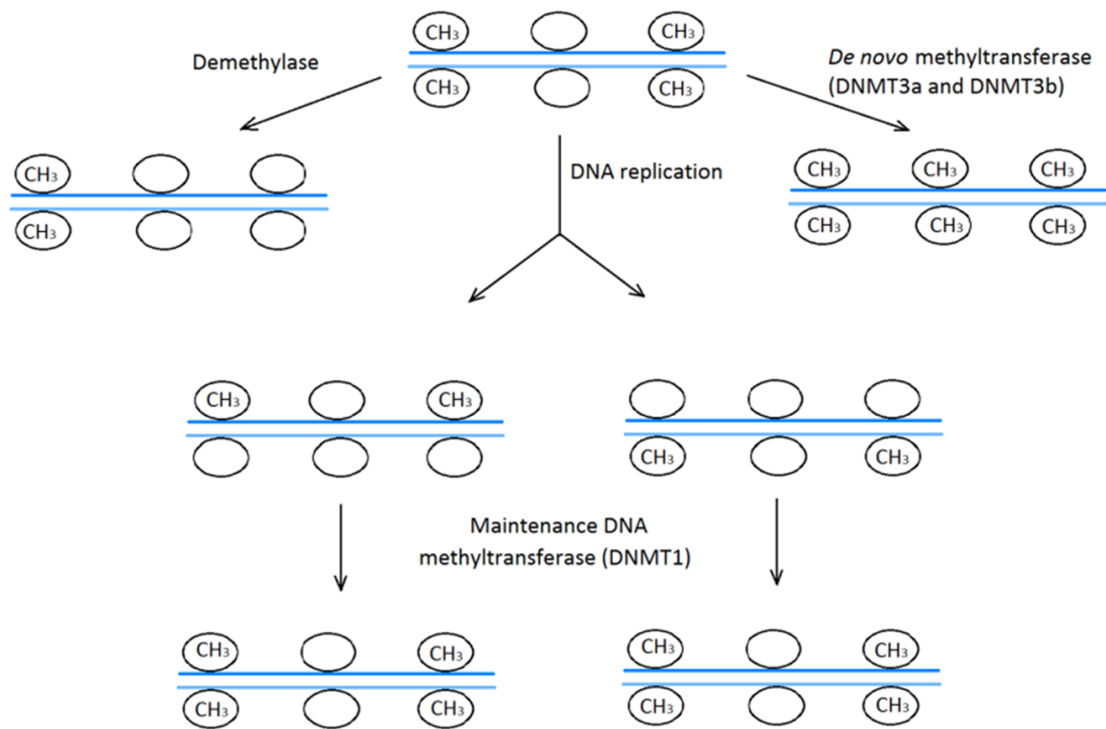 CH₃ CH₃
Demethylase
De novo methyltransferase
(DNMT3a and DNMT3b)
CH₃ CH₃
DNA replication
CH₃
CH₃ CH₃ CH₃
CH₃
CH₃ CH₃ CH₃
CH₃ CH₃
CH₃ CH₃
Maintenance DNA
methyltransferase (DNMT1)
CH₃ CH₃
CH₃ CH₃
CH₃ CH₃
CH₃ CH₃